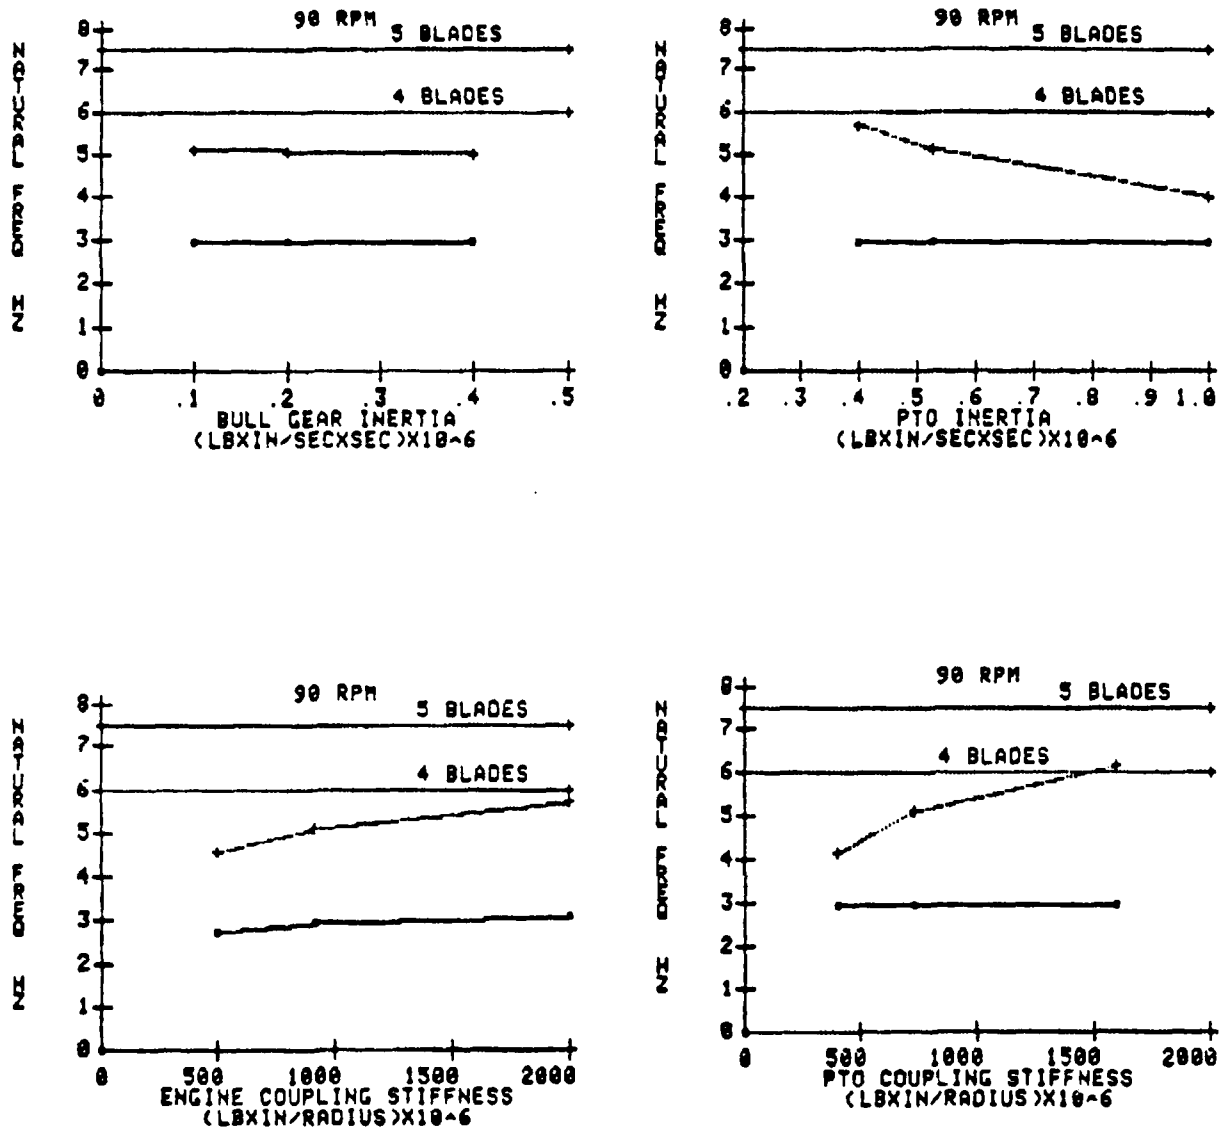 90 RPM
5 BLADES
4 BLADES
NATURAL FREQ HZ
8
7
6
5
4
3
2
1
0
0 .1 .2 .3 .4 .5
BULL GEAR INERTIA
(LBXIN/SECXSEC)X10^6
90 RPM
5 BLADES
4 BLADES
NATURAL FREQ HZ
8
7
6
5
4
3
2
1
0
.2 .3 .4 .5 .6 .7 .8 .9 1.0
PTO INERTIA
(LBXIN/SECXSEC)X10^6
90 RPM
5 BLADES
4 BLADES
NATURAL FREQ HZ
8
7
6
5
4
3
2
1
0
0 500 1000 1500 2000
ENGINE COUPLING STIFFNESS
(LBXIN/RADIUS)X10^6
90 RPM
5 BLADES
4 BLADES
NATURAL FREQ HZ
8
7
6
5
4
3
2
1
0
0 500 1000 1500 2000
PTO COUPLING STIFFNESS
(LBXIN/RADIUS)X10^6